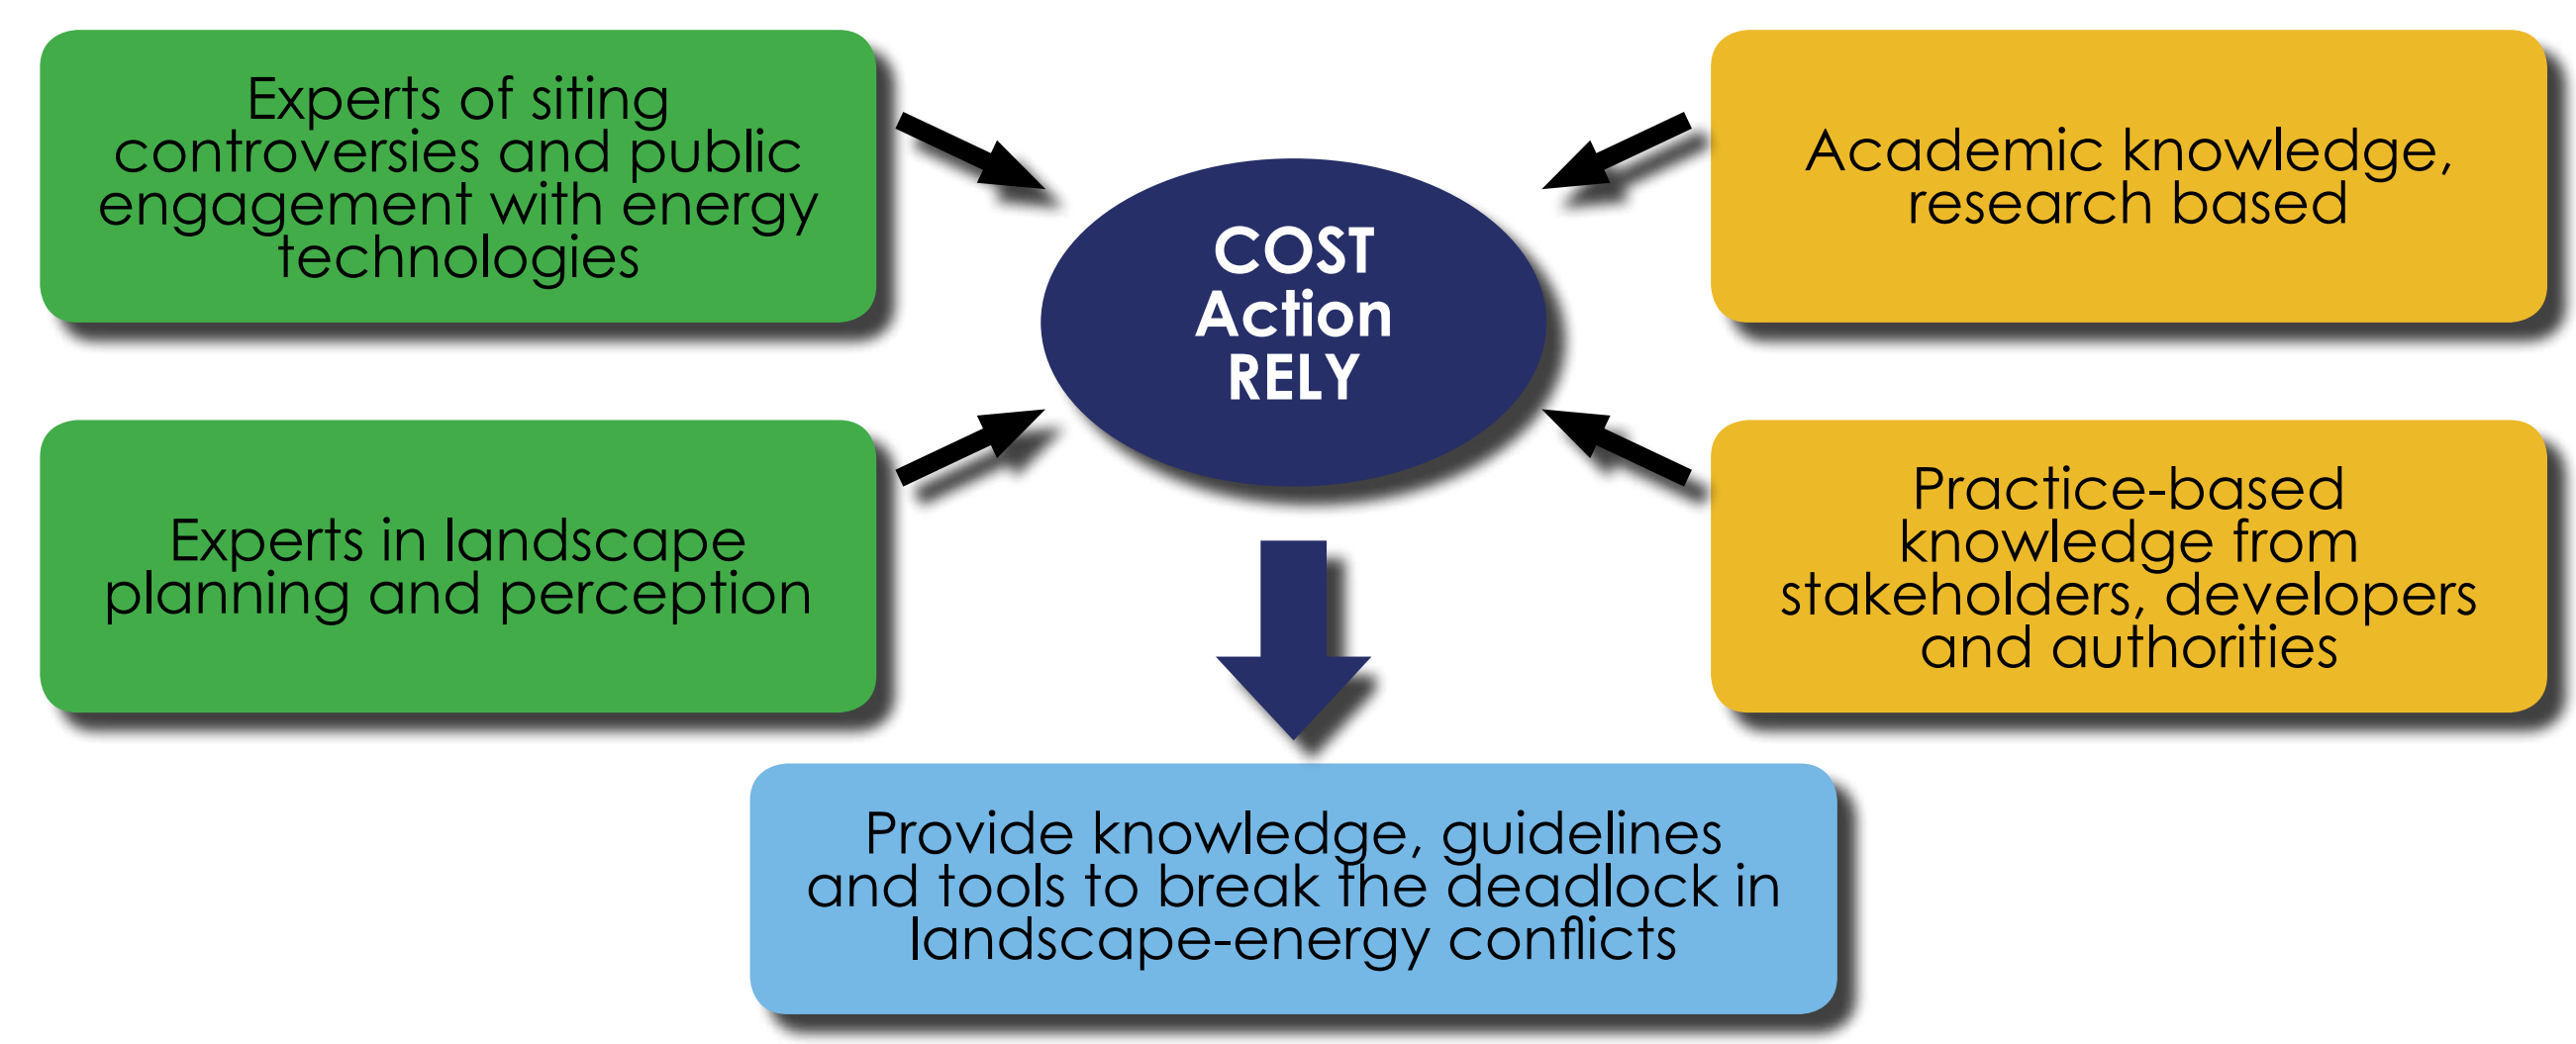 Experts of siting
controversies and public
engagement with energy
technologies
Academic knowledge,
research based
COST
Action
RELY
Experts in landscape
planning and perception
Practice-based
knowledge from
stakeholders, developers
and authorities
Provide knowledge, guidelines
and tools to break the deadlock in
landscape-energy conflicts